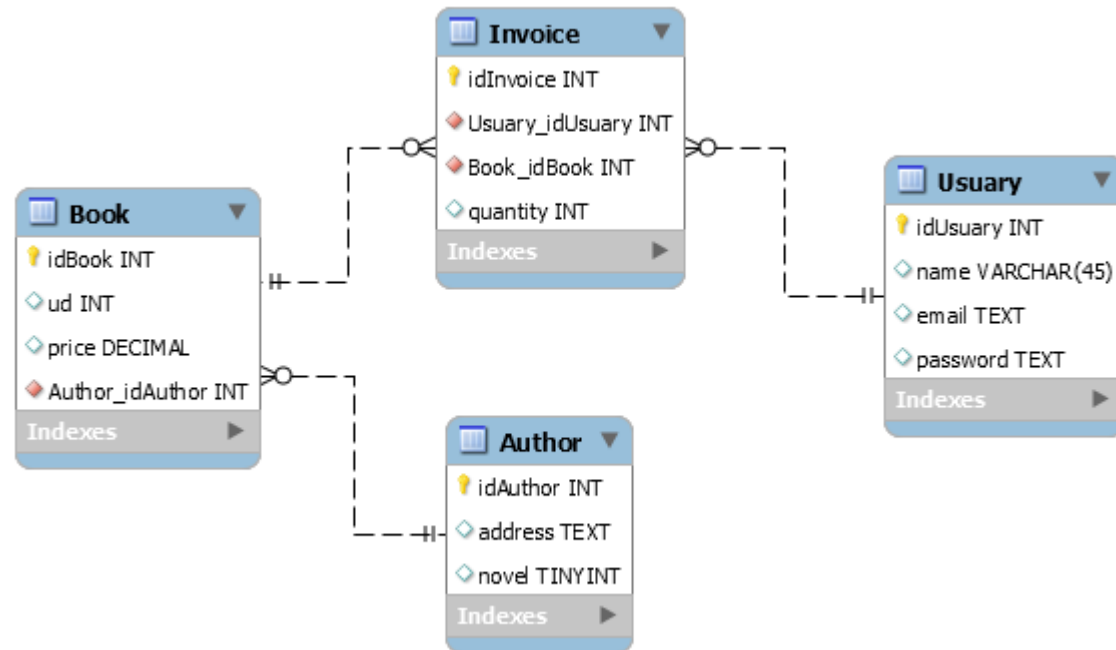 Invoice
idInvoice INT
Usuary_idUsuary INT
Book_idBook INT
quantity INT
Indexes
Book
idBook INT
ud INT
price DECIMAL
Author_idAuthor INT
Indexes
Usuary
idUsuary INT
name VARCHAR(45)
email TEXT
password TEXT
Indexes
Author
idAuthor INT
address TEXT
novel TINYINT
Indexes